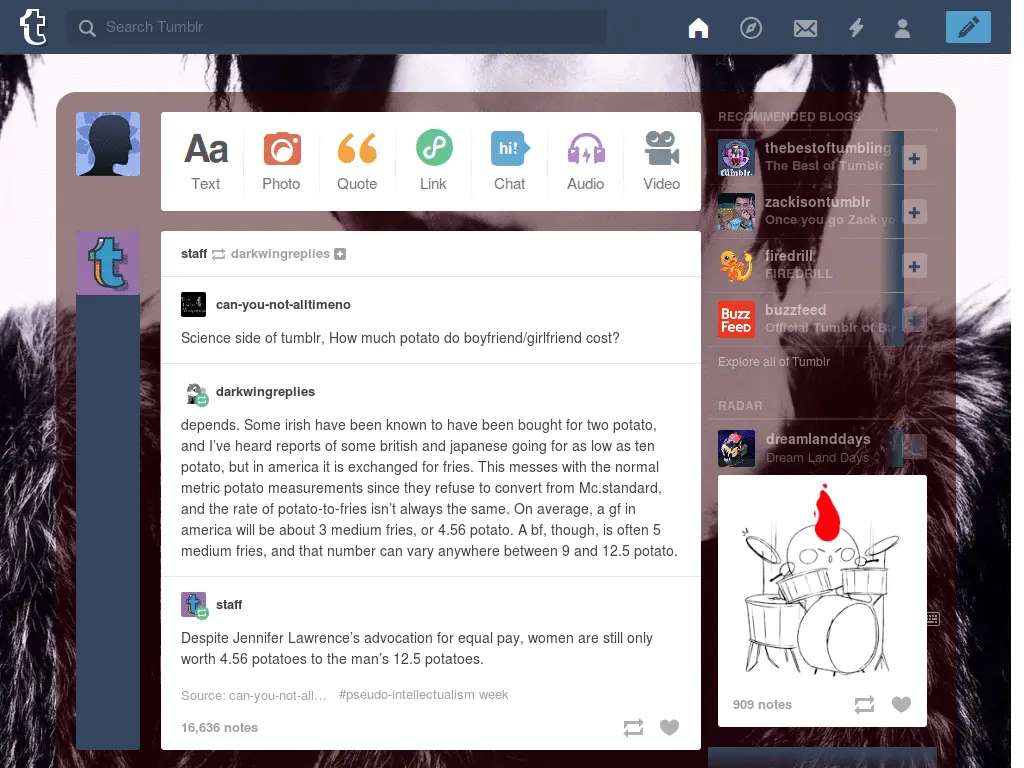 Search Tumblr
Aa
Text
Photo
Quote
Link
hi!
Chat
Audio
Video
staff darkwingreplies
can-you-not-alltimeno
Science side of tumblr, How much potato do boyfriend/girlfriend cost?
darkwingreplies
depends. Some irish have been known to have been bought for two potato,
and I've heard reports of some british and japanese going for as low as ten
potato, but in america it is exchanged for fries. This messes with the normal
metric potato measurements since they refuse to convert from Mc.standard,
and the rate of potato-to-fries isn't always the same. On average, a gf in
america will be about 3 medium fries, or 4.56 potato. A bf, though, is often 5
medium fries, and that number can vary anywhere between 9 and 12.5 potato.
staff
Despite Jennifer Lawrence's advocation for equal pay, women are still only
worth 4.56 potatoes to the man's 12.5 potatoes.
Source: can-you-not-all… #pseudo-intellectualism week
16,636 notes
RECOMMENDED BLOGS
thebestoftumbling
The Best of Tumblr
zackisontumblr
Once you go Zack yo
firedrill
FIREDRILL
BUZZ
FEED
buzzfeed
Official Tumblr of Bu
Explore all of Tumblr
RADAR
dreamlanddays
Dream Land Days
909 notes